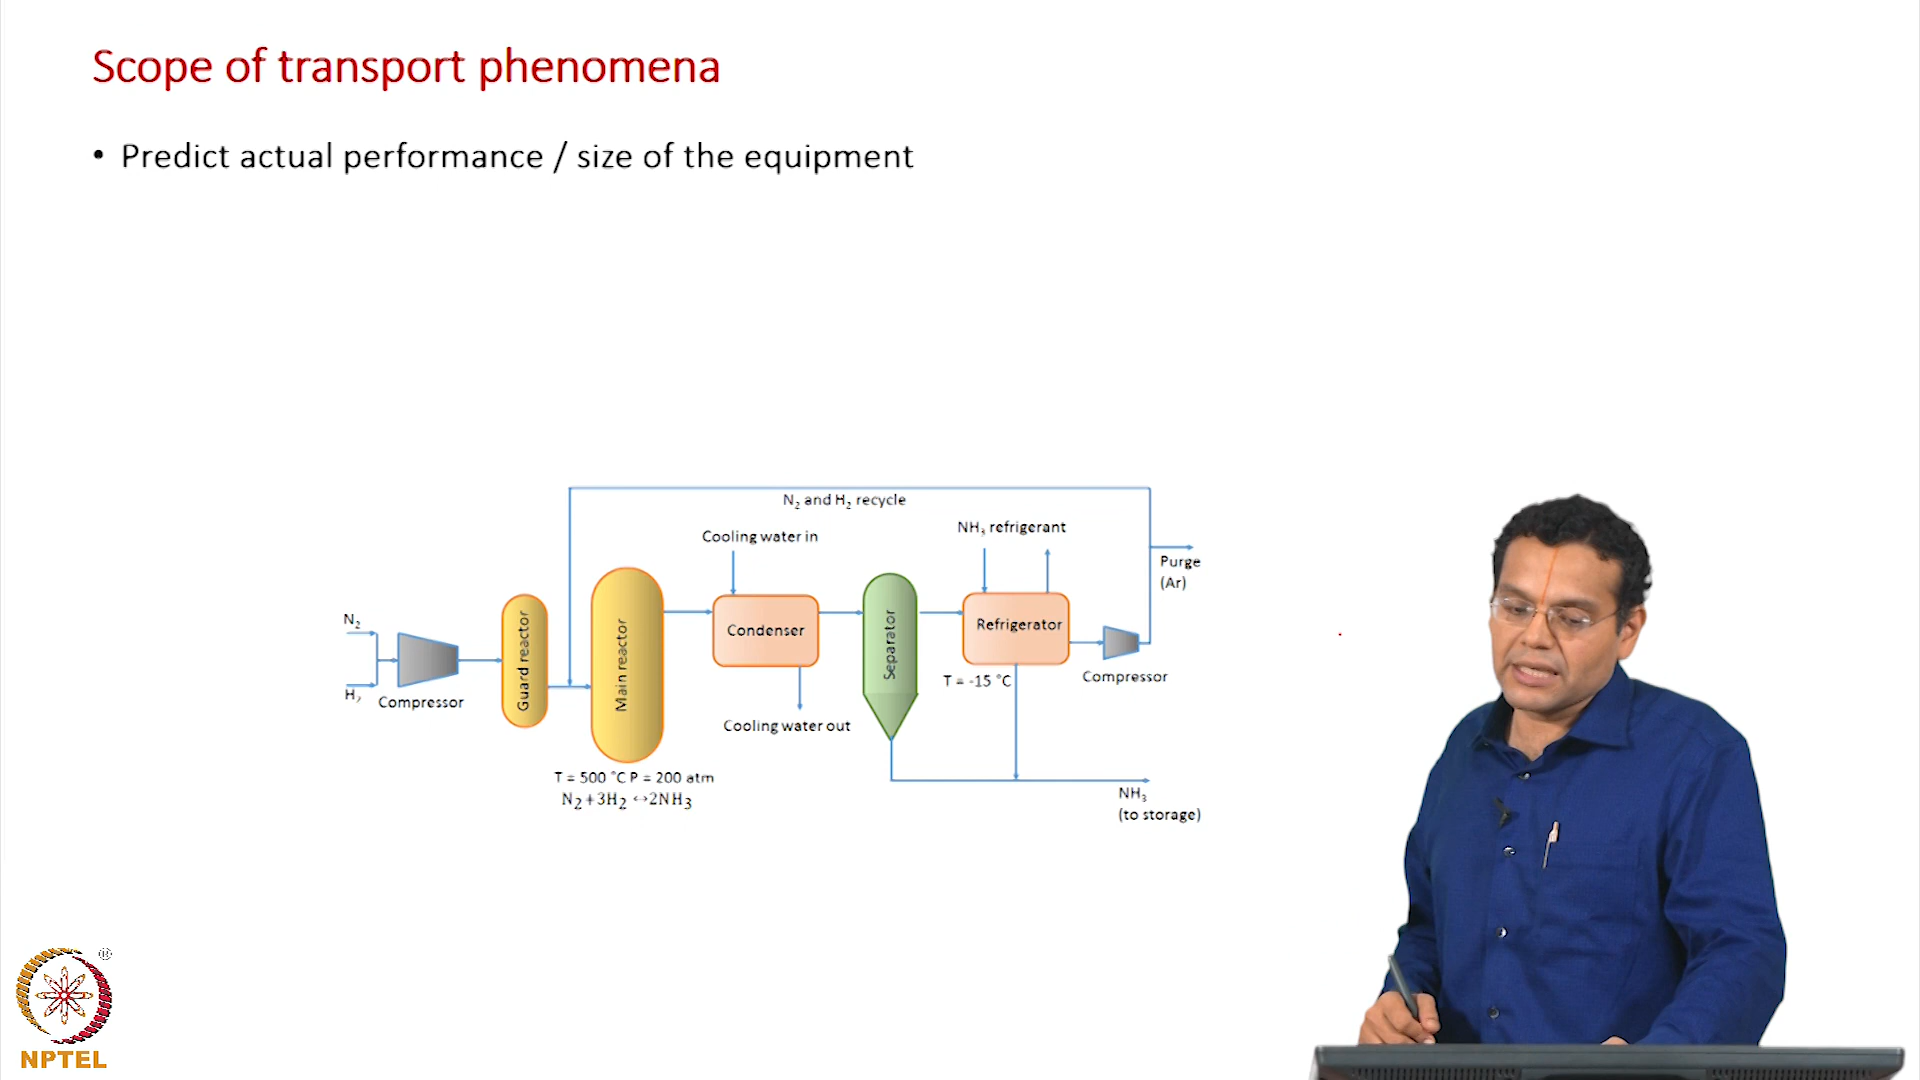 Scope of transport phenomena
• Predict actual performance / size of the equipment
N₂ and H₂ recycle
Cooling water in
NH₃ refrigerant
Purge
(Ar)
N₂
H₂
Compressor
Guard reactor
Main reactor
Condenser
Separator
Refrigerator
T = -15 °C
Compressor
Cooling water out
T = 500 °C P = 200 atm
N₂+3H₂ ↔2NH₃
NH₃
(to storage)
®
NPTEL